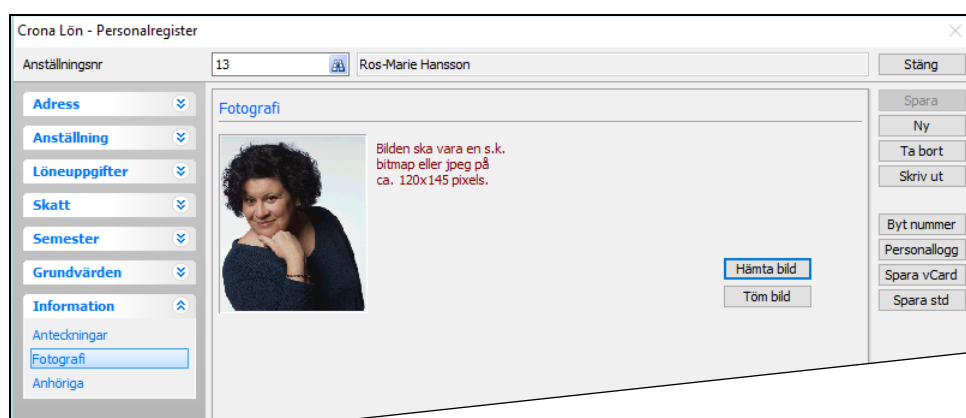 Crona Lön - Personalregister
Anställningsnr
13
Ros-Marie Hansson
Stäng
Adress
Anställning
Löneuppgifter
Skatt
Semester
Grundvärden
Information
Anteckningar
Fotografi
Anhöriga
Fotografi
Bilden ska vara en s.k.
bitmap eller jpeg på
ca. 120x145 pixels.
Hämta bild
Töm bild
Spara
Ny
Ta bort
Skriv ut
Byt nummer
Personallogg
Spara vCard
Spara std